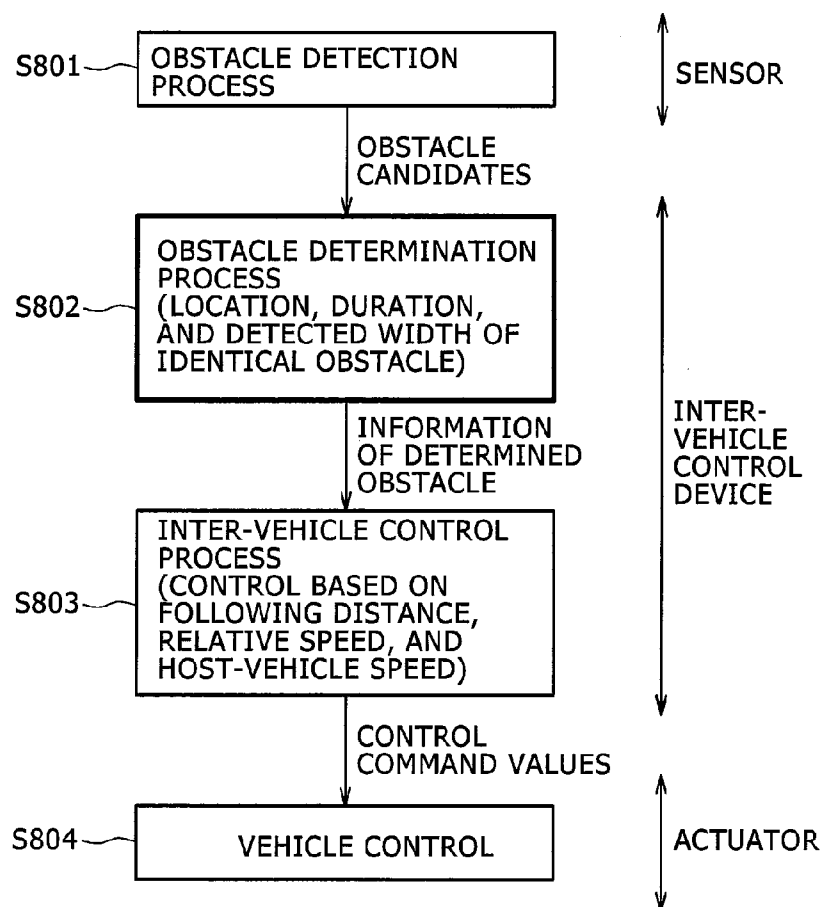 S801
OBSTACLE DETECTION
PROCESS
SENSOR
OBSTACLE
CANDIDATES
S802
OBSTACLE DETERMINATION
PROCESS
(LOCATION, DURATION,
AND DETECTED WIDTH OF
IDENTICAL OBSTACLE)
INFORMATION
OF DETERMINED
OBSTACLE
INTER-
VEHICLE
CONTROL
DEVICE
S803
INTER-VEHICLE CONTROL
PROCESS
(CONTROL BASED ON
FOLLOWING DISTANCE,
RELATIVE SPEED, AND
HOST-VEHICLE SPEED)
CONTROL
COMMAND VALUES
S804
VEHICLE CONTROL
ACTUATOR